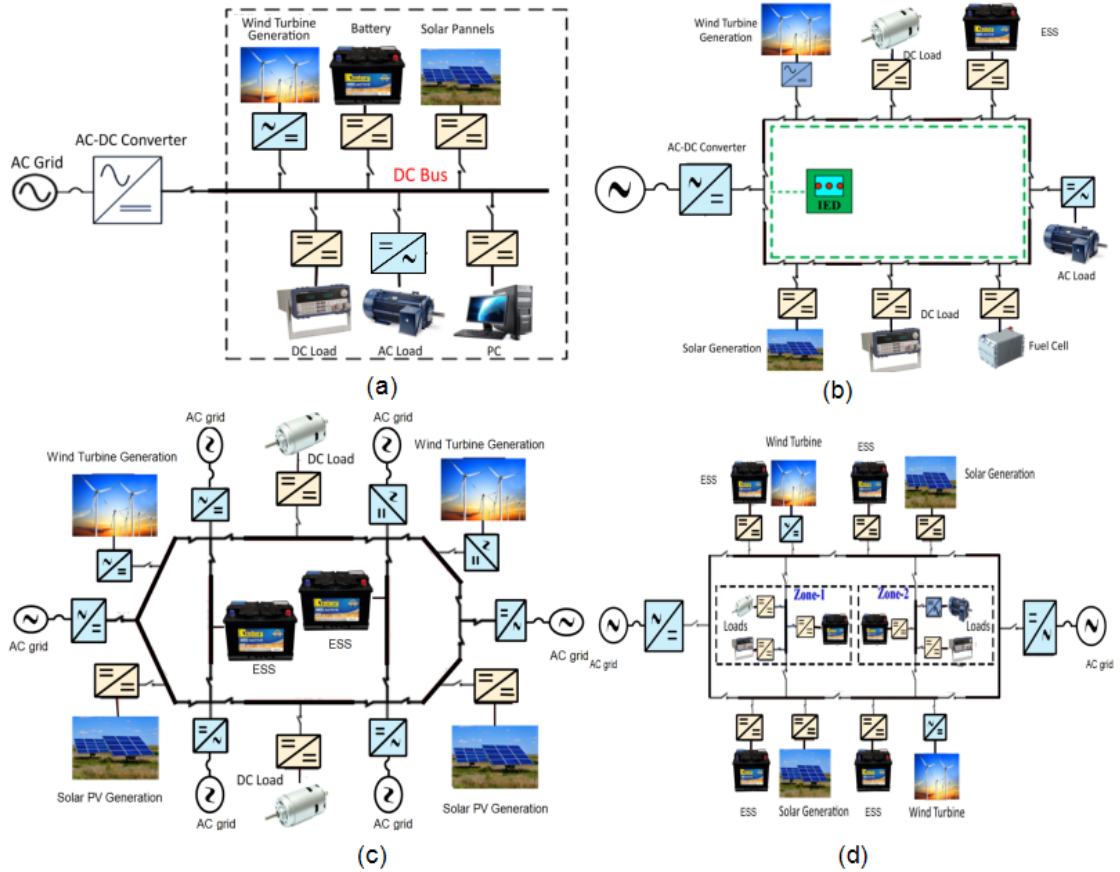 Wind Turbine
Generation
Battery
Solar Pannels
AC-DC Converter
AC Grid
DC Bus
DC Load
AC Load
PC
(a)
Wind Turbine
Generation
DC Load
ESS
AC-DC Converter
IED
AC Load
DC Load
Solar Generation
Fuel Cell
(b)
AC grid
AC grid
DC Load
Wind Turbine Generation
Wind Turbine Generation
ESS
ESS
AC grid
AC grid
DC Load
Solar PV Generation
Solar PV Generation
AC grid
AC grid
(c)
Wind Turbine
ESS
ESS
Solar Generation
Zone-1
Zone-2
Loads
Loads
AC grid
AC grid
ESS
Solar Generation
ESS
Wind Turbine
(d)